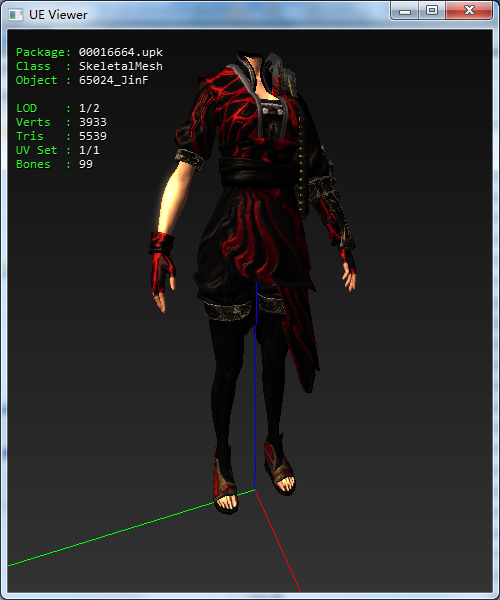 UE Viewer
Package: 00016664.upk
Class : SkeletalMesh
Object : 65024_JinF
LOD : 1/2
Verts : 3933
Tris : 5539
UV Set : 1/1
Bones : 99